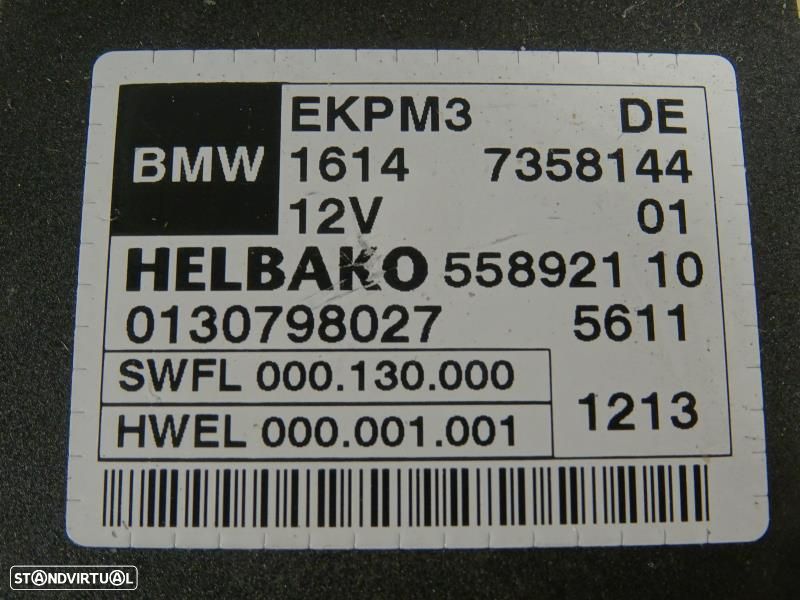 EKPM3 DE
BMW 1614 7358144
12V 01
HELBAKO 558921 10
0130798027 5611
SWFL 000.130.000
HWEL 000.001.001 1213
STANDVIRTUAL